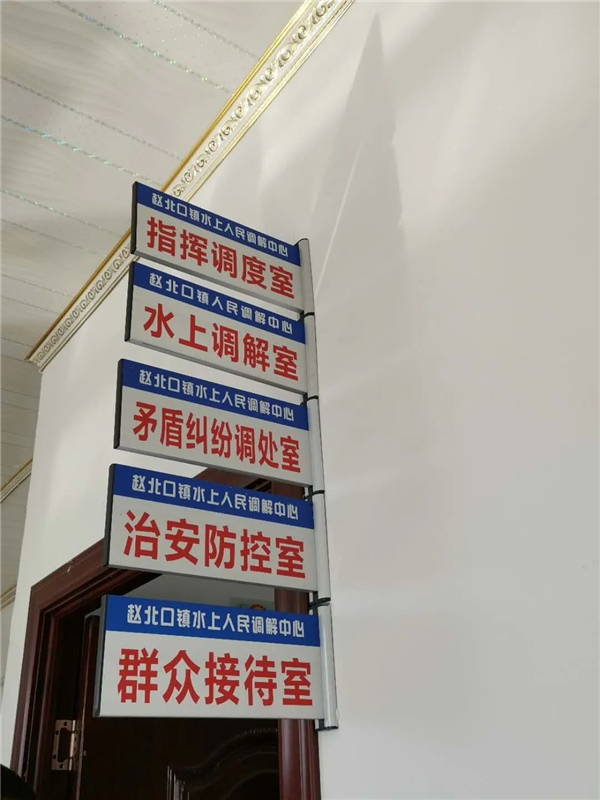 赵北口镇水上人民调解中心
指挥调度室
赵北口镇人民调解中心
水上调解室
赵北口镇水上人民调解中心
矛盾纠纷调处室
赵北口镇水上人民调解中心
治安防控室
赵北口镇水上人民调解中心
群众接待室